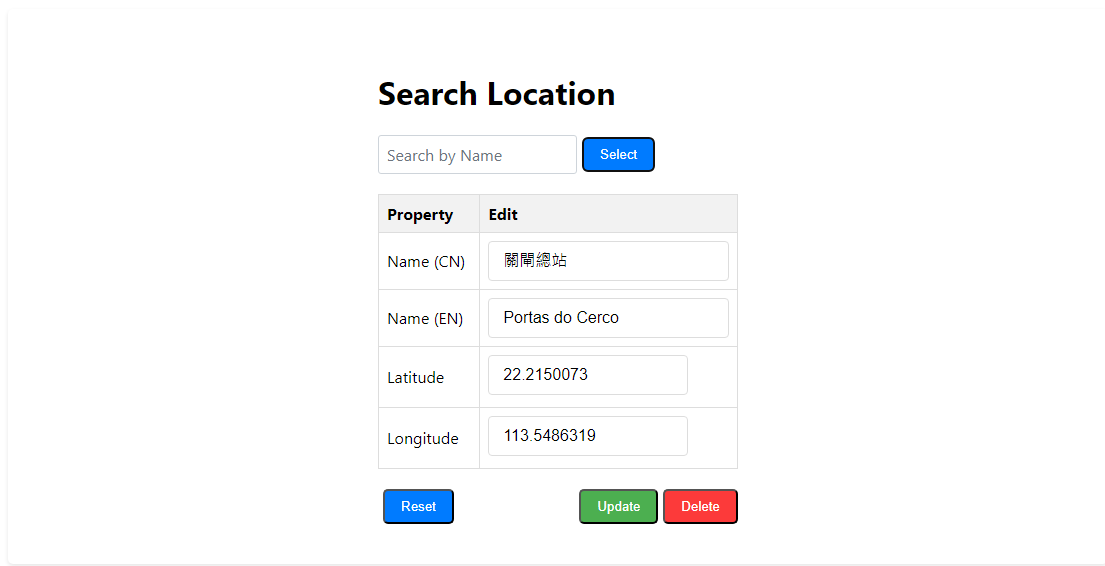 Search Location
Search by Name Select
Property Edit
Name (CN) 關閘總站
Name (EN) Portas do Cerco
Latitude 22.2150073
Longitude 113.5486319
Reset Update Delete